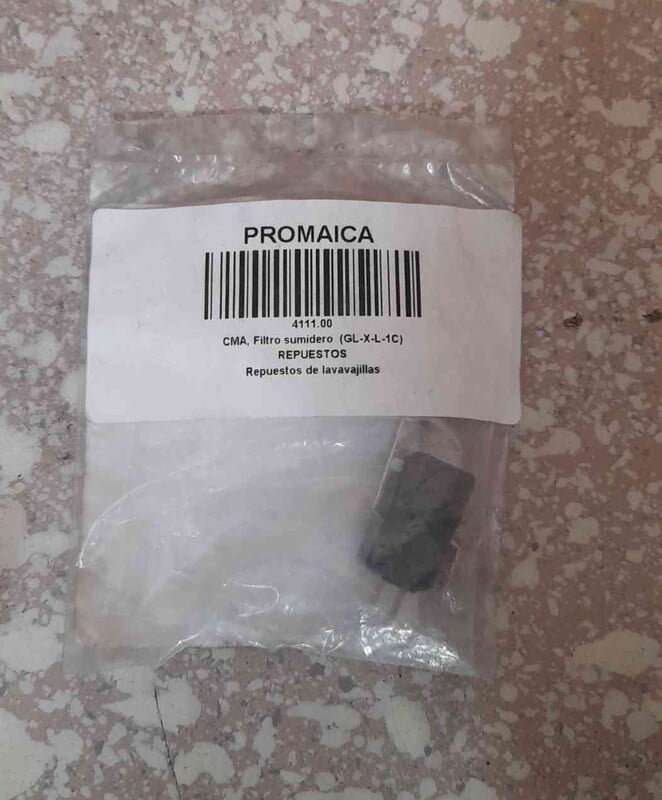 PROMAICA
4111.00
CMA, Filtro sumidero (GL-X-L-1C)
REPUESTOS
Repuestos de lavavajillas